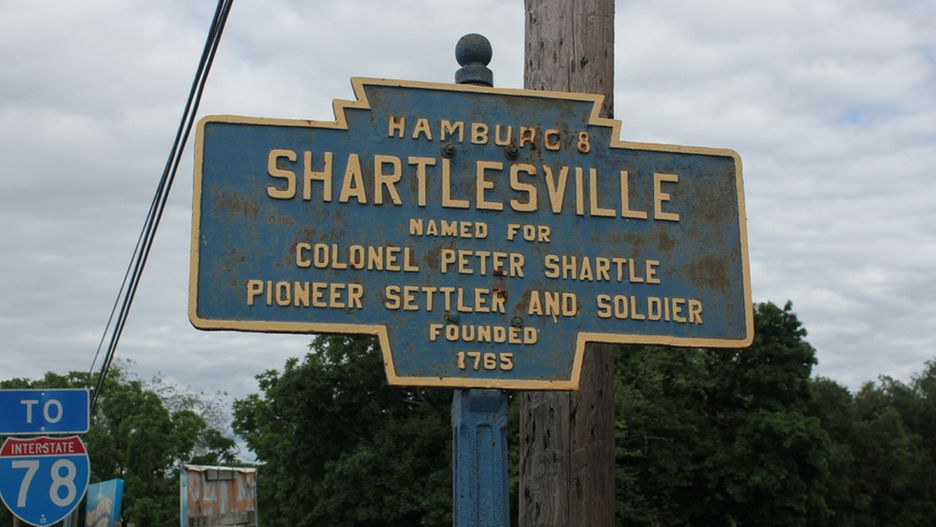 HAMBURG 8
SHARTLESVILLE
NAMED FOR
COLONEL PETER SHARTLE
PIONEER SETTLER AND SOLDIER
FOUNDED
1765
TO
INTERSTATE
78